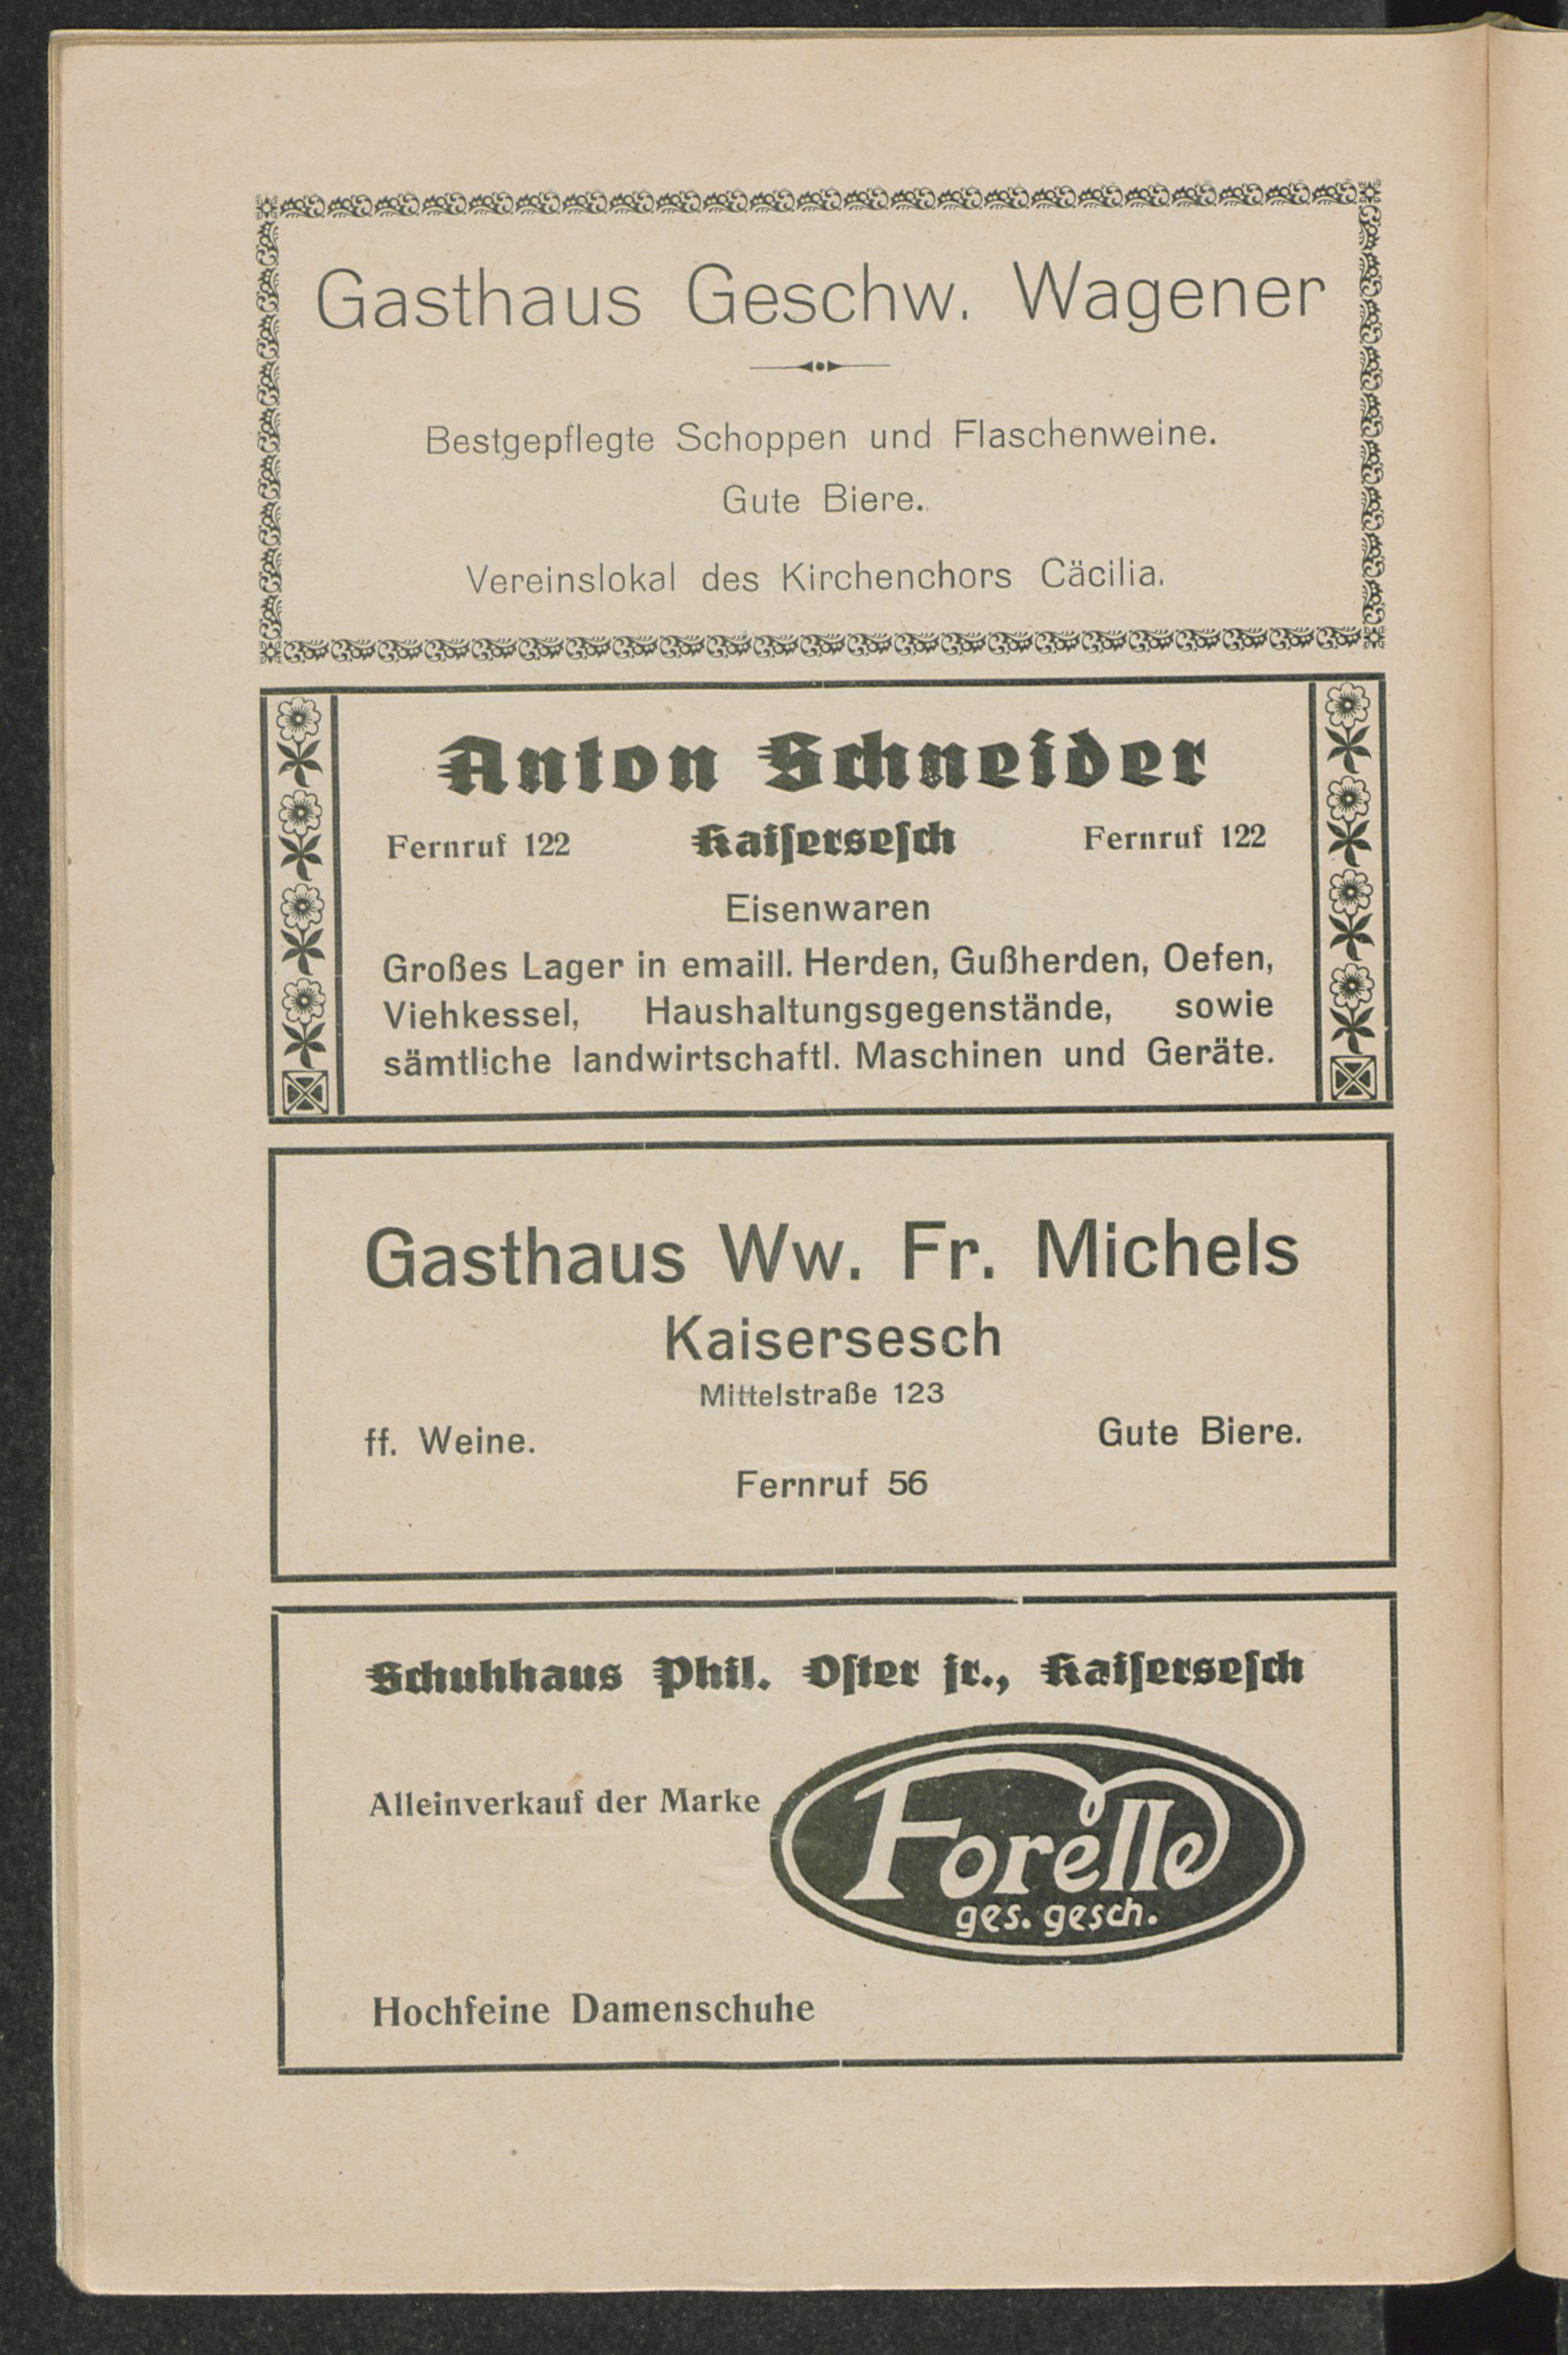 Gasthaus Geschw. Wagener
Bestgepflegte Schoppen und Flaschenweine.
Gute Biere.
Vereinslokal des Kirchenchors Cäcilia.
Anton Schneider
Fernruf 122 Kaiſersesſch Fernruf 122
Eisenwaren
Großes Lager in emaill. Herden, Gußherden, Oefen,
Viehkessel, Haushaltungsgegenstände, sowie
sämtliche landwirtschaftl. Maschinen und Geräte.
Gasthaus Ww. Fr. Michels
Kaisersesch
Mittelstraße 123
ff. Weine. Gute Biere.
Fernruf 56
Schuhhaus Phil. Oſter jr., Kaiſerseſch
Alleinverkauf der Marke Forelle
ges. gesch.
Hochfeine Damenschuhe